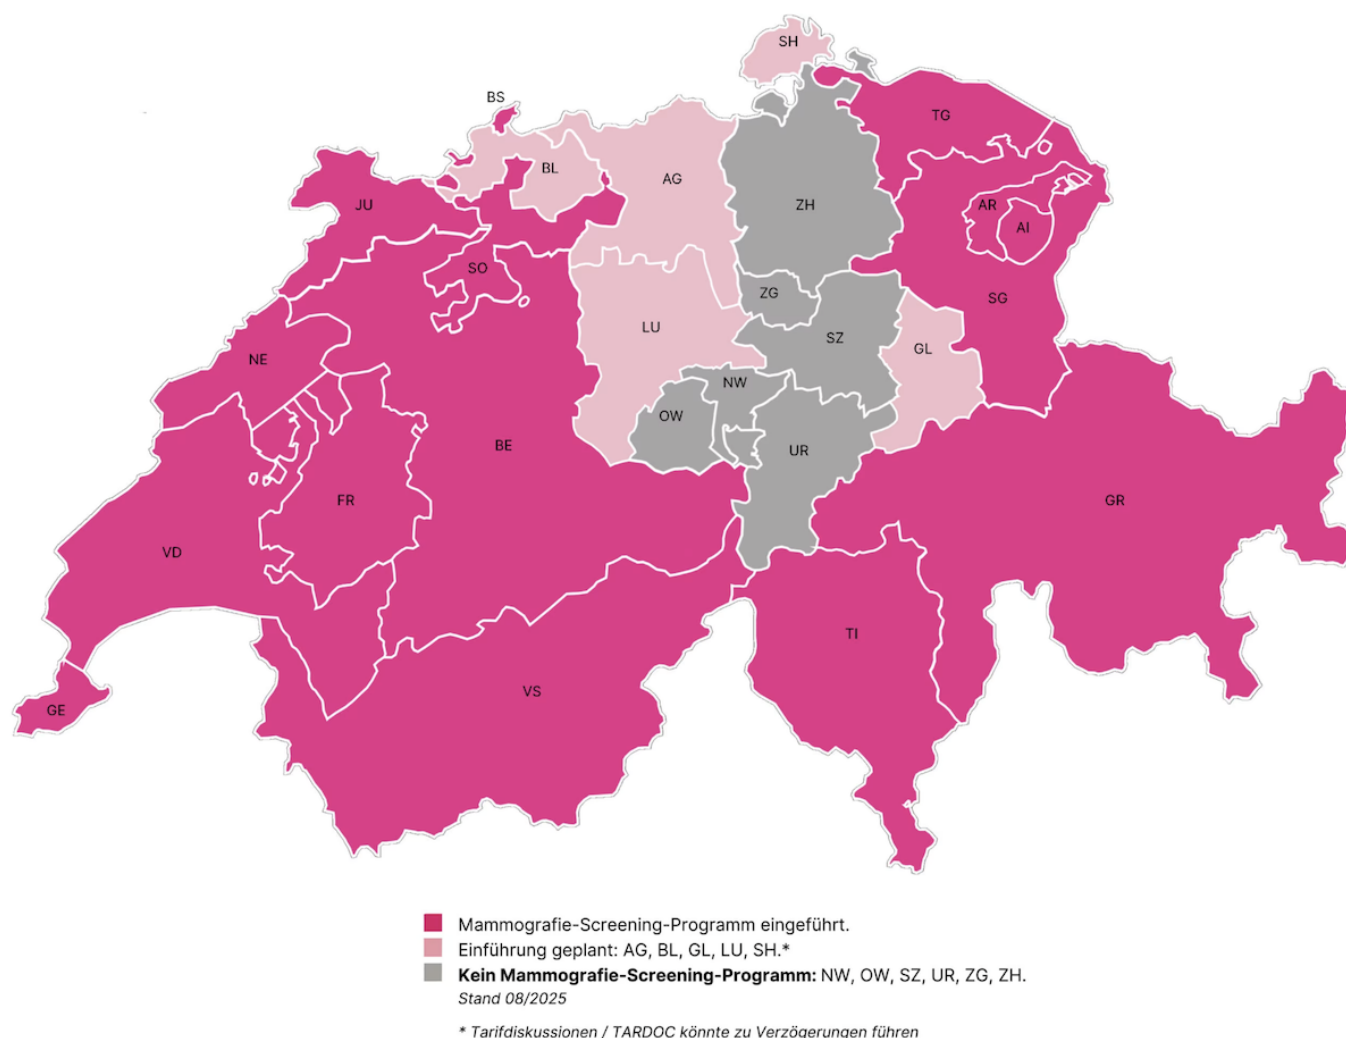 SH
BS
TG
BL
AG
JU
ZH
AR
AI
SO
ZG
SG
LU
SZ
GL
NE
NW
OW
BE
UR
FR
GR
VD
TI
VS
GE
Mammografie-Screening-Programm eingeführt.
Einführung geplant: AG, BL, GL, LU, SH.*
Kein Mammografie-Screening-Programm: NW, OW, SZ, UR, ZG, ZH.
Stand 08/2025
* Tarifdiskussionen / TARDOC könnte zu Verzögerungen führen